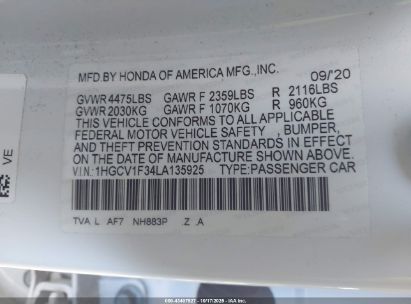 MFD.BY HONDA OF AMERICA MFG.,INC. 09/20
GVWR 4475LBS GAWR F 2359LBS R 2116LBS
GVWR 2030KG GAWR F 1070KG R 960KG
THIS VEHICLE CONFORMS TO ALL APPLICABLE
FEDERAL MOTOR VEHICLE SAFETY , BUMPER,
AND THEFT PREVENTION STANDARDS IN EFFECT
ON THE DATE OF MANUFACTURE SHOWN ABOVE.
V.I.N.:1HGCV1F34LA135925 TYPE:PASSENGER CAR
TVA L AF7 NH883P Z A
VE